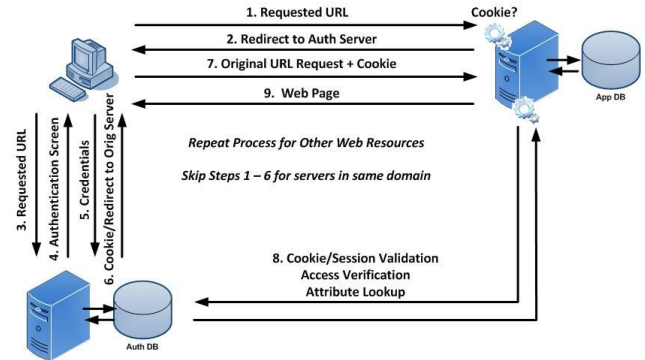 1. Requested URL
Cookie?
2. Redirect to Auth Server
7. Original URL Request + Cookie
9. Web Page
App DB
Repeat Process for Other Web Resources
Skip Steps 1 – 6 for servers in same domain
3. Requested URL
4. Authentication Screen
5. Credentials
6. Cookie/Redirect to Orig Server
8. Cookie/Session Validation
Access Verification
Attribute Lookup
Auth DB